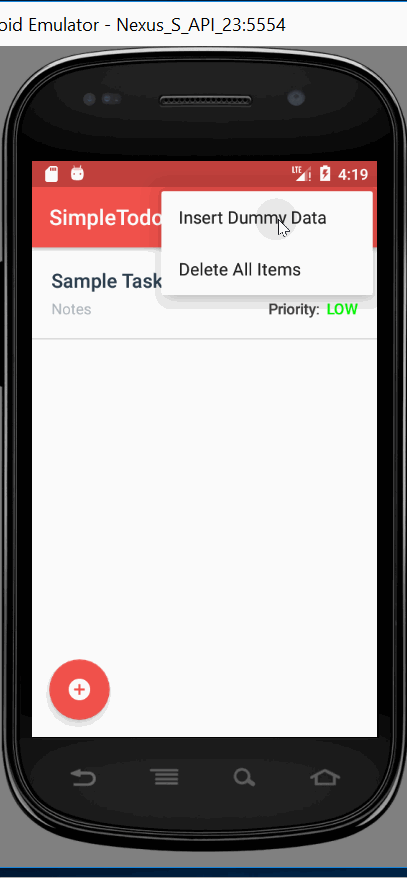 oid Emulator - Nexus_S_API_23:5554
LTE 4:19
SimpleTodo
Insert Dummy Data
Delete All Items
Sample Task
Notes
Priority: LOW